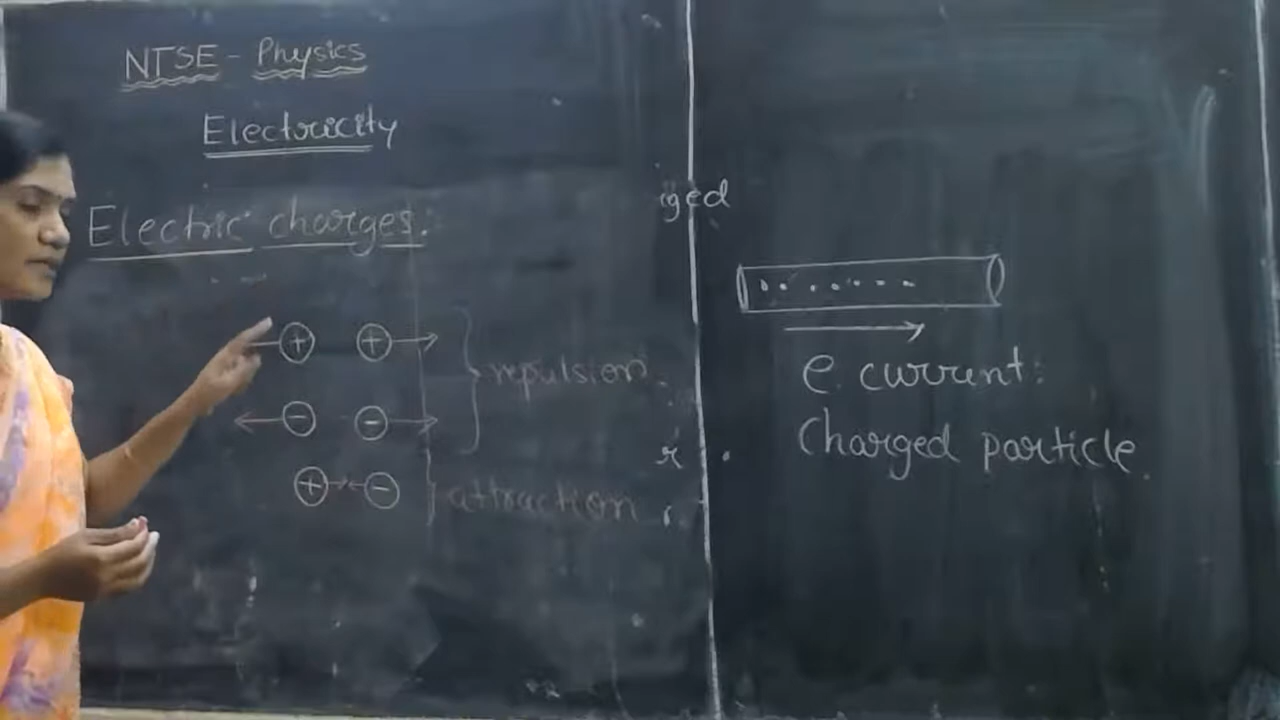 NTSE - Physics
Electricity
Electric charges:
+ + repulsion
- -
+ - attraction
ged
e current:
Charged particle.